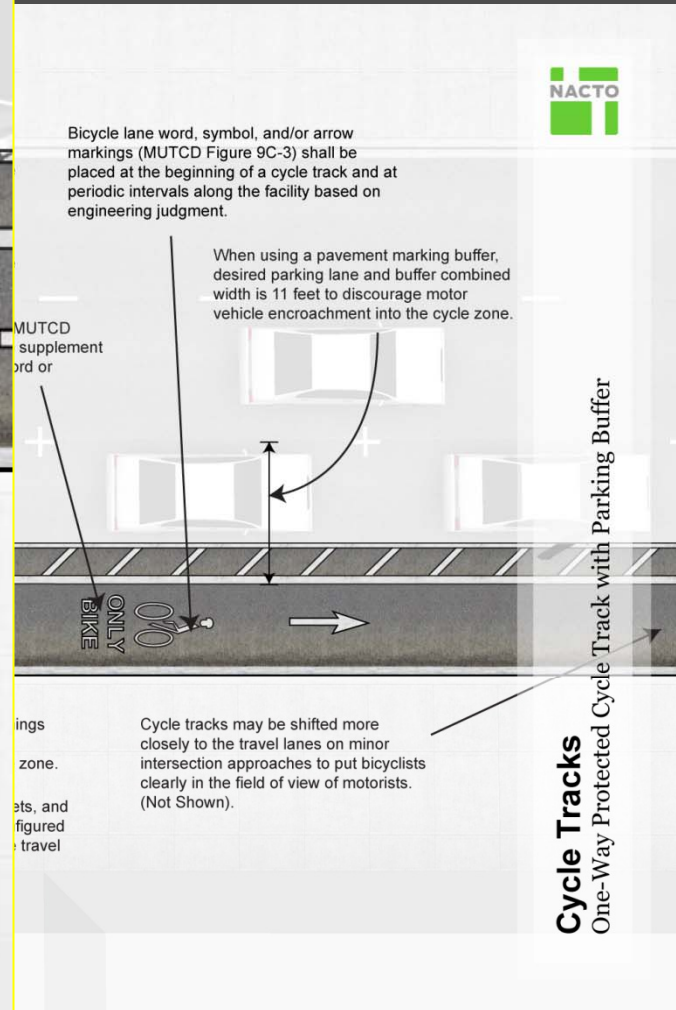 NACTO
Bicycle lane word, symbol, and/or arrow
markings (MUTCD Figure 9C-3) shall be
placed at the beginning of a cycle track and at
periodic intervals along the facility based on
engineering judgment.
When using a pavement marking buffer,
desired parking lane and buffer combined
width is 11 feet to discourage motor
vehicle encroachment into the cycle zone.
MUTCD
supplement
or
ONLY
BIKE
ings
zone.
ets, and
figured
travel
Cycle tracks may be shifted more
closely to the travel lanes on minor
intersection approaches to put bicyclists
clearly in the field of view of motorists.
(Not Shown).
Cycle Tracks
One-Way Protected Cycle Track with Parking Buffer